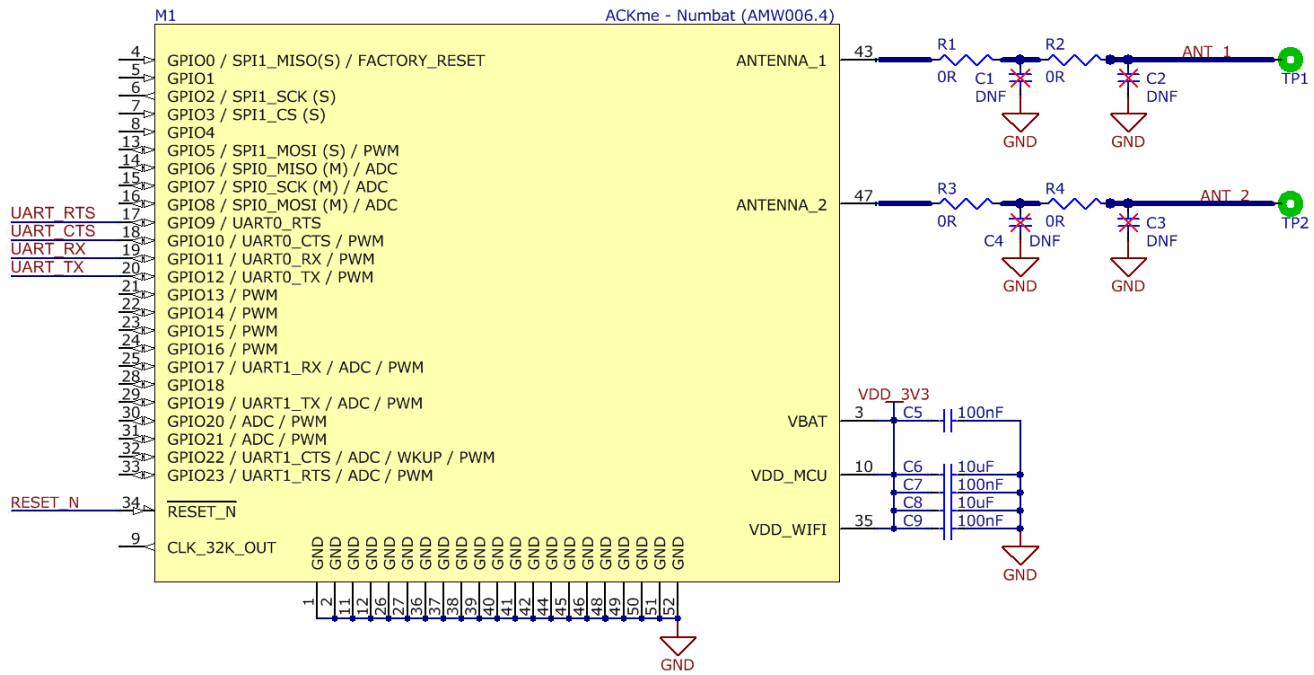 M1 ACKme - Numbat (AMW006.4)
4 GPIO0 / SPI1_MISO(S) / FACTORY_RESET
5 GPIO1
6 GPIO2 / SPI1_SCK (S)
7 GPIO3 / SPI1_CS (S)
8 GPIO4
13 GPIO5 / SPI1_MOSI (S) / PWM
14 GPIO6 / SPI0_MISO (M) / ADC
15 GPIO7 / SPI0_SCK (M) / ADC
16 GPIO8 / SPI0_MOSI (M) / ADC
UART_RTS 17 GPIO9 / UART0_RTS
UART_CTS 18 GPIO10 / UART0_CTS / PWM
UART_RX 19 GPIO11 / UART0_RX / PWM
UART_TX 20 GPIO12 / UART0_TX / PWM
21 GPIO13 / PWM
22 GPIO14 / PWM
23 GPIO15 / PWM
24 GPIO16 / PWM
25 GPIO17 / UART1_RX / ADC / PWM
28 GPIO18
29 GPIO19 / UART1_TX / ADC / PWM
30 GPIO20 / ADC / PWM
31 GPIO21 / ADC / PWM
32 GPIO22 / UART1_CTS / ADC / WKUP / PWM
33 GPIO23 / UART1_RTS / ADC / PWM
RESET_N 34 RESET_N
9 CLK_32K_OUT
ANTENNA_1 43 R1 R2 ANT_1
0R C1 0R C2 TP1
DNF DNF
GND GND
ANTENNA_2 47 R3 R4 ANT_2
0R 0R C3 TP2
C4 DNF DNF
GND GND
VDD_3V3
VBAT 3 C5 100nF
VDD_MCU 10 C6 10uF
C7 100nF
C8 10uF
VDD_WIFI 35 C9 100nF
GND
GND GND GND GND GND GND GND GND GND GND GND GND GND GND GND GND GND GND GND GND GND
1 2 11 12 26 27 36 37 38 39 40 41 42 44 45 46 48 49 50 51 52
GND